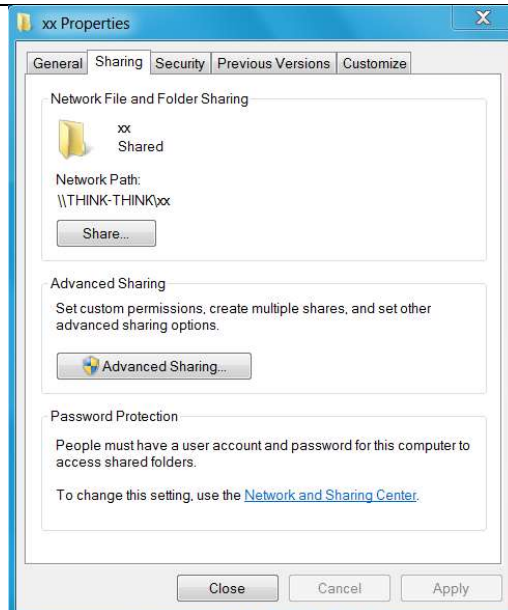 xx Properties
X
General Sharing Security Previous Versions Customize
Network File and Folder Sharing
xx
Shared
Network Path:
\\THINK-THINK\xx
Share...
Advanced Sharing
Set custom permissions, create multiple shares, and set other
advanced sharing options.
Advanced Sharing...
Password Protection
People must have a user account and password for this computer to
access shared folders.
To change this setting, use the Network and Sharing Center.
Close Cancel Apply